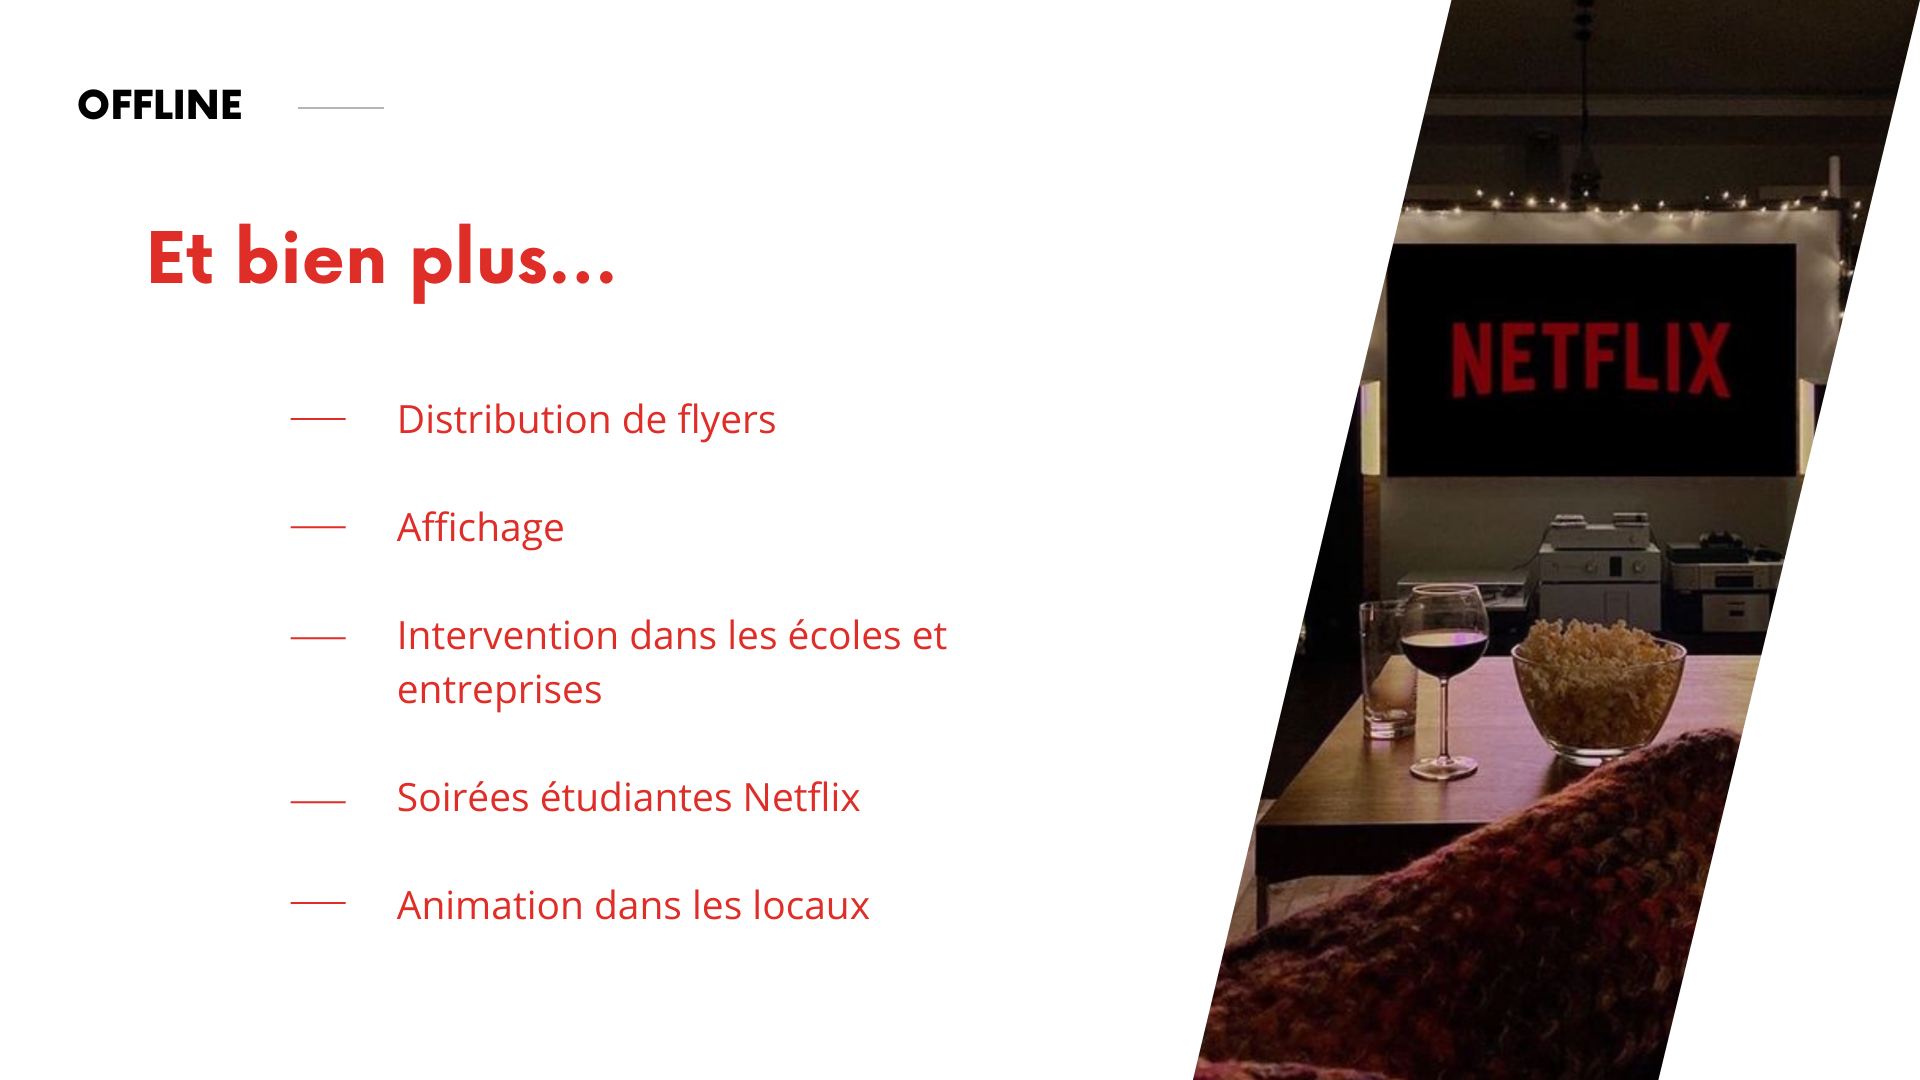 OFFLINE
Et bien plus...
Distribution de flyers
Affichage
Intervention dans les écoles et
entreprises
Soirées étudiantes Netflix
Animation dans les locaux
NETFLIX